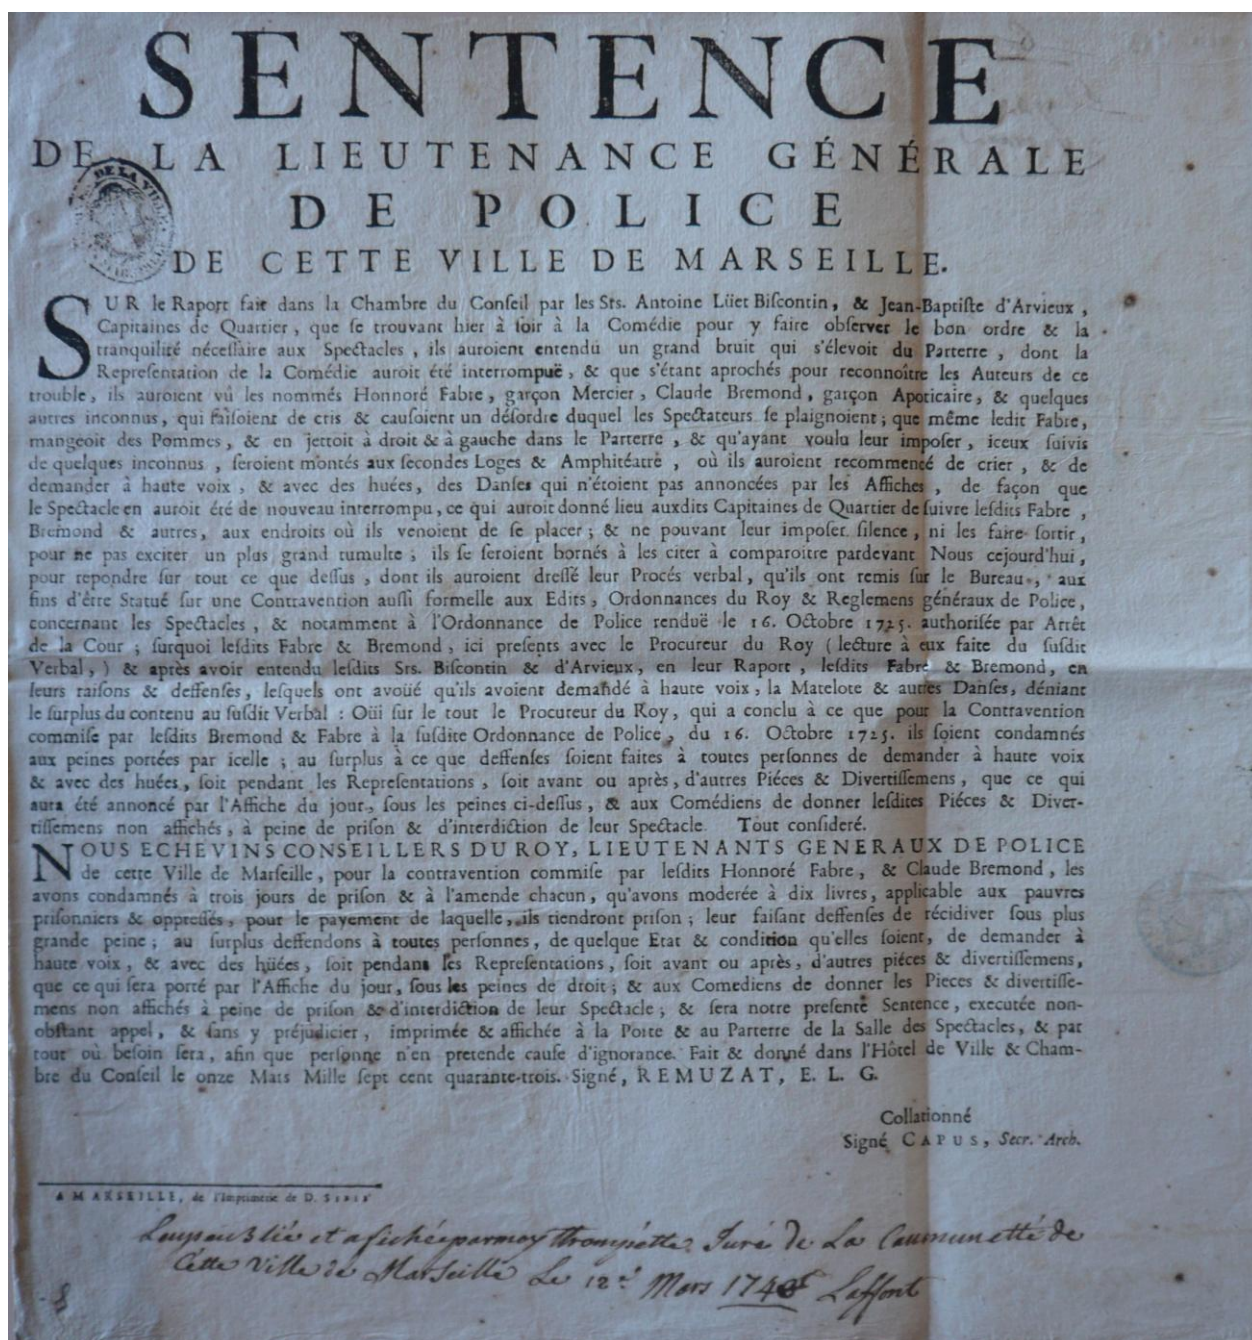 SENTENCE
DE LA LIEUTENANCE GÉNÉRALE
DE POLICE
DE CETTE VILLE DE MARSEILLE.
SUR le Raport fait dans la Chambre du Conseil par les Srs. Antoine Lüet Biscontin, & Jean-Baptiste d'Arvieux,
Capitaines de Quartier, que se trouvant hier à soir à la Comédie pour y faire observer le bon ordre & la
tranquilité nécessaire aux Spectacles, ils auroient entendu un grand bruit qui s'élevoit du Parterre, dont la
Representation de la Comédie auroit été interrompuë, & que s'étant aprochés pour reconnoître les Auteurs de ce
trouble, ils auroient vû les nommés Honnoré Fabre, garçon Mercier, Claude Bremond, garçon Apoticaire, & quelques
autres inconnus, qui faisoient de cris & causoient un désordre duquel les Spectateurs se plaignoient; que même ledit Fabre,
mangeoit des Pommes, & en jettoit à droit & à gauche dans le Parterre, & qu'ayant voulu leur imposer, iceux suivis
de quelques inconnus, seroient montés aux secondes Loges & Amphitéatre, où ils auroient recommencé de crier, & de
demander à haute voix, & avec des huées, des Danses qui n'étoient pas annoncées par les Affiches, de façon que
le Spectacle en auroit été de nouveau interrompu, ce qui auroit donné lieu auxdits Capitaines de Quartier de suivre lesdits Fabre,
Bremond & autres, aux endroits où ils venoient de se placer; & ne pouvant leur imposer silence, ni les faire sortir,
pour ne pas exciter un plus grand tumulte; ils se seroient bornés à les citer à comparoitre pardevant Nous cejourd'hui,
pour repondre sur tout ce que dessus, dont ils auroient dressé leur Procés verbal, qu'ils ont remis sur le Bureau, aux
fins d'être Statué sur une Contravention aussi formelle aux Edits, Ordonnances du Roy & Reglemens généraux de Police,
concernant les Spectacles, & notamment à l'Ordonnance de Police renduë le 16. Octobre 1725. authorisée par Arrêt
de la Cour; surquoi lesdits Fabre & Bremond, ici presents avec le Procureur du Roy (lecture à eux faite du susdit
Verbal,) & après avoir entendu lesdits Srs. Biscontin & d'Arvieux, en leur Raport, lesdits Fabre & Bremond, en
leurs raisons & deffenses, lesquels ont avoüé qu'ils avoient demandé à haute voix, la Matelote & autres Danses, déniant
le surplus du contenu au susdit Verbal : Oüi sur le tout le Procureur du Roy, qui a conclu à ce que pour la Contravention
commise par lesdits Bremond & Fabre à la susdite Ordonnance de Police, du 16. Octobre 1725. ils soient condamnés
aux peines portées par icelle; au surplus à ce que deffenses soient faites à toutes personnes de demander à haute voix
& avec des huées, soit pendant les Representations, soit avant ou après, d'autres Piéces & Divertissemens, que ce qui
aura été annoncé par l'Affiche du jour, sous les peines ci-dessus, & aux Comédiens de donner lesdites Piéces & Diver-
tissemens non affichés, à peine de prison & d'interdiction de leur Spectacle. Tout consideré.
NOUS ECHEVINS CONSEILLERS DU ROY, LIEUTENANTS GENERAUX DE POLICE
de cette Ville de Marseille, pour la contravention commise par lesdits Honnoré Fabre, & Claude Bremond, les
avons condamnés à trois jours de prison & à l'amende chacun, qu'avons moderée à dix livres, applicable aux pauvres
prisonniers & oppressés, pour le payement de laquelle, ils tiendront prison; leur faisant deffenses de récidiver sous plus
grande peine; au surplus deffendons à toutes personnes, de quelque Etat & condition qu'elles soient, de demander à
haute voix, & avec des hüées, soit pendant les Representations, soit avant ou après, d'autres piéces & divertissemens,
que ce qui sera porté par l'Affiche du jour, sous les peines de droit; & aux Comediens de donner les Pieces & divertisse-
mens non affichés à peine de prison & d'interdiction de leur Spectacle; & sera notre presente Sentence, executée non-
obstant appel, & sans y préjudicier, imprimée & affichée à la Porte & au Parterre de la Salle des Spectacles, & par
tout où besoin sera, afin que personne n'en pretende cause d'ignorance. Fait & donné dans l'Hôtel de Ville & Cham-
bre du Conseil le onze Mars Mille sept cent quarante-trois. Signé, REMUZAT, E. L. G.
Collationné
Signé CAPUS, Secr. Arch.
A MARSEILLE, de l'Imprimerie de D. SIBIÉ
et afichée par moy trompette Juré de La Communetté de
Cette Ville de Marseille Le 12e Mars Laffont
DE LA VILLE